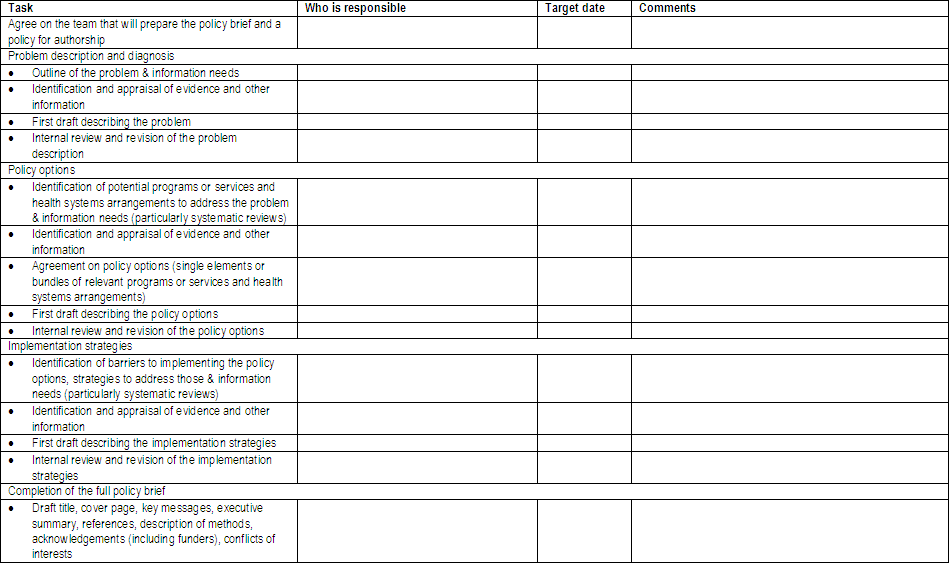 Task Who is responsible Target date Comments
Agree on the team that will prepare the policy brief and a
policy for authorship
Problem description and diagnosis
• Outline of the problem & information needs
• Identification and appraisal of evidence and other
information
• First draft describing the problem
• Internal review and revision of the problem
description
Policy options
• Identification of potential programs or services and
health systems arrangements to address the problem
& information needs (particularly systematic reviews)
• Identification and appraisal of evidence and other
information
• Agreement on policy options (single elements or
bundles of relevant programs or services and health
systems arrangements)
• First draft describing the policy options
• Internal review and revision of the policy options
Implementation strategies
• Identification of barriers to implementing the policy
options, strategies to address those & information
needs (particularly systematic reviews)
• Identification and appraisal of evidence and other
information
• First draft describing the implementation strategies
• Internal review and revision of the implementation
strategies
Completion of the full policy brief
• Draft title, cover page, key messages, executive
summary, references, description of methods,
acknowledgements (including funders), conflicts of
interests